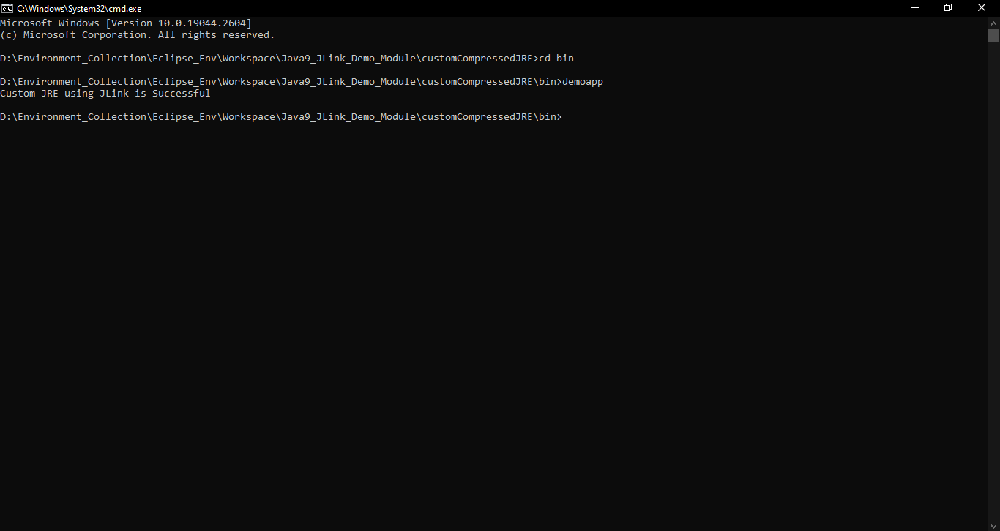 C:\Windows\System32\cmd.exe
Microsoft Windows [Version 10.0.19044.2604]
(c) Microsoft Corporation. All rights reserved.
D:\Environment_Collection\Eclipse_Env\Workspace\Java9_JLink_Demo_Module\customCompressedJRE>cd bin
D:\Environment_Collection\Eclipse_Env\Workspace\Java9_JLink_Demo_Module\customCompressedJRE\bin>demoapp
Custom JRE using JLink is Successful
D:\Environment_Collection\Eclipse_Env\Workspace\Java9_JLink_Demo_Module\customCompressedJRE\bin>